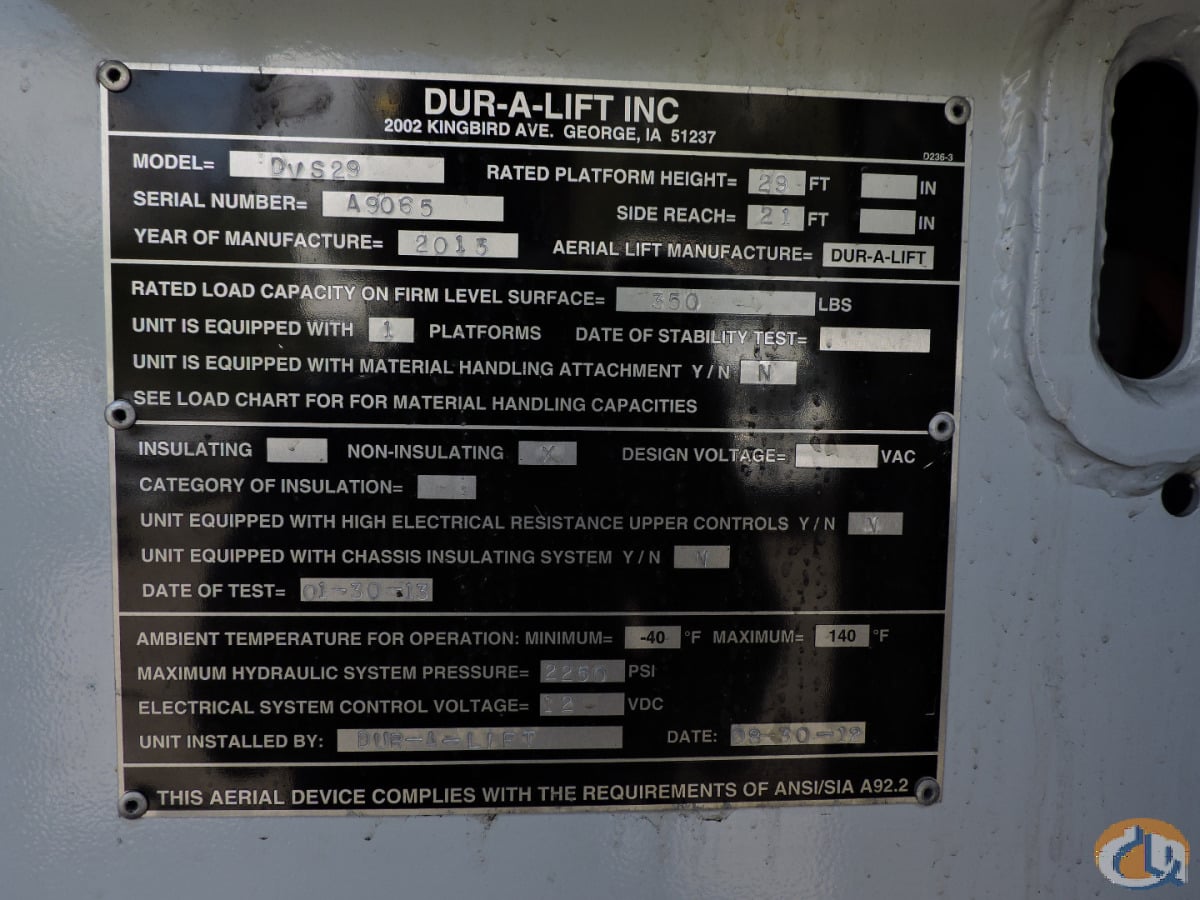 DUR-A-LIFT INC
2002 KINGBIRD AVE. GEORGE, IA 51237
D236-3
MODEL= DVS29 RATED PLATFORM HEIGHT= 29 FT IN
SERIAL NUMBER= A9065 SIDE REACH= 21 FT IN
YEAR OF MANUFACTURE= 2013 AERIAL LIFT MANUFACTURE= DUR-A-LIFT
RATED LOAD CAPACITY ON FIRM LEVEL SURFACE= 350 LBS
UNIT IS EQUIPPED WITH 1 PLATFORMS DATE OF STABILITY TEST=
UNIT IS EQUIPPED WITH MATERIAL HANDLING ATTACHMENT Y / N N
SEE LOAD CHART FOR FOR MATERIAL HANDLING CAPACITIES
INSULATING NON-INSULATING X DESIGN VOLTAGE= VAC
CATEGORY OF INSULATION=
UNIT EQUIPPED WITH HIGH ELECTRICAL RESISTANCE UPPER CONTROLS Y / N
UNIT EQUIPPED WITH CHASSIS INSULATING SYSTEM Y / N N
DATE OF TEST= 01-30-13
AMBIENT TEMPERATURE FOR OPERATION: MINIMUM= -40 °F MAXIMUM= 140 °F
MAXIMUM HYDRAULIC SYSTEM PRESSURE= 2250 PSI
ELECTRICAL SYSTEM CONTROL VOLTAGE= 12 VDC
UNIT INSTALLED BY: DUR-A-LIFT DATE:
THIS AERIAL DEVICE COMPLIES WITH THE REQUIREMENTS OF ANSI/SIA A92.2